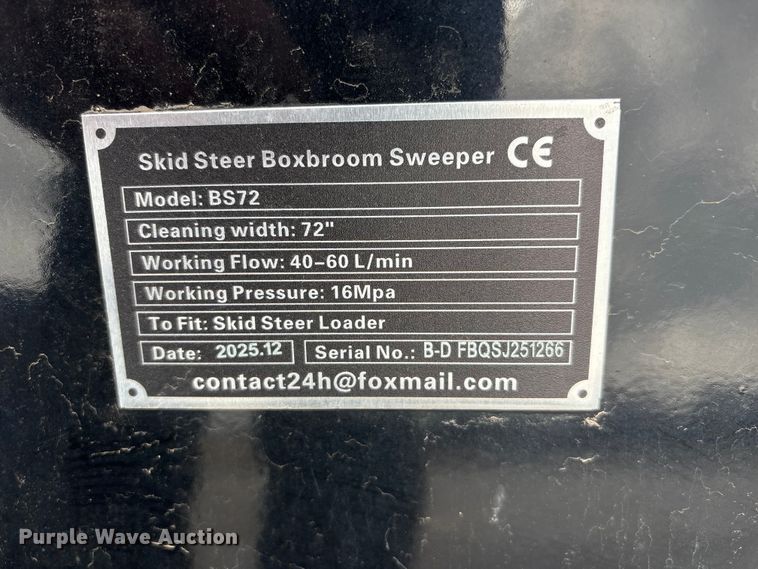 Skid Steer Boxbroom Sweeper CE
Model: BS72
Cleaning width: 72"
Working Flow: 40–60 L/min
Working Pressure: 16Mpa
To Fit: Skid Steer Loader
Date: 2025.12 Serial No.: B-D FBQSJ251266
contact24h@foxmail.com
Purple Wave Auction